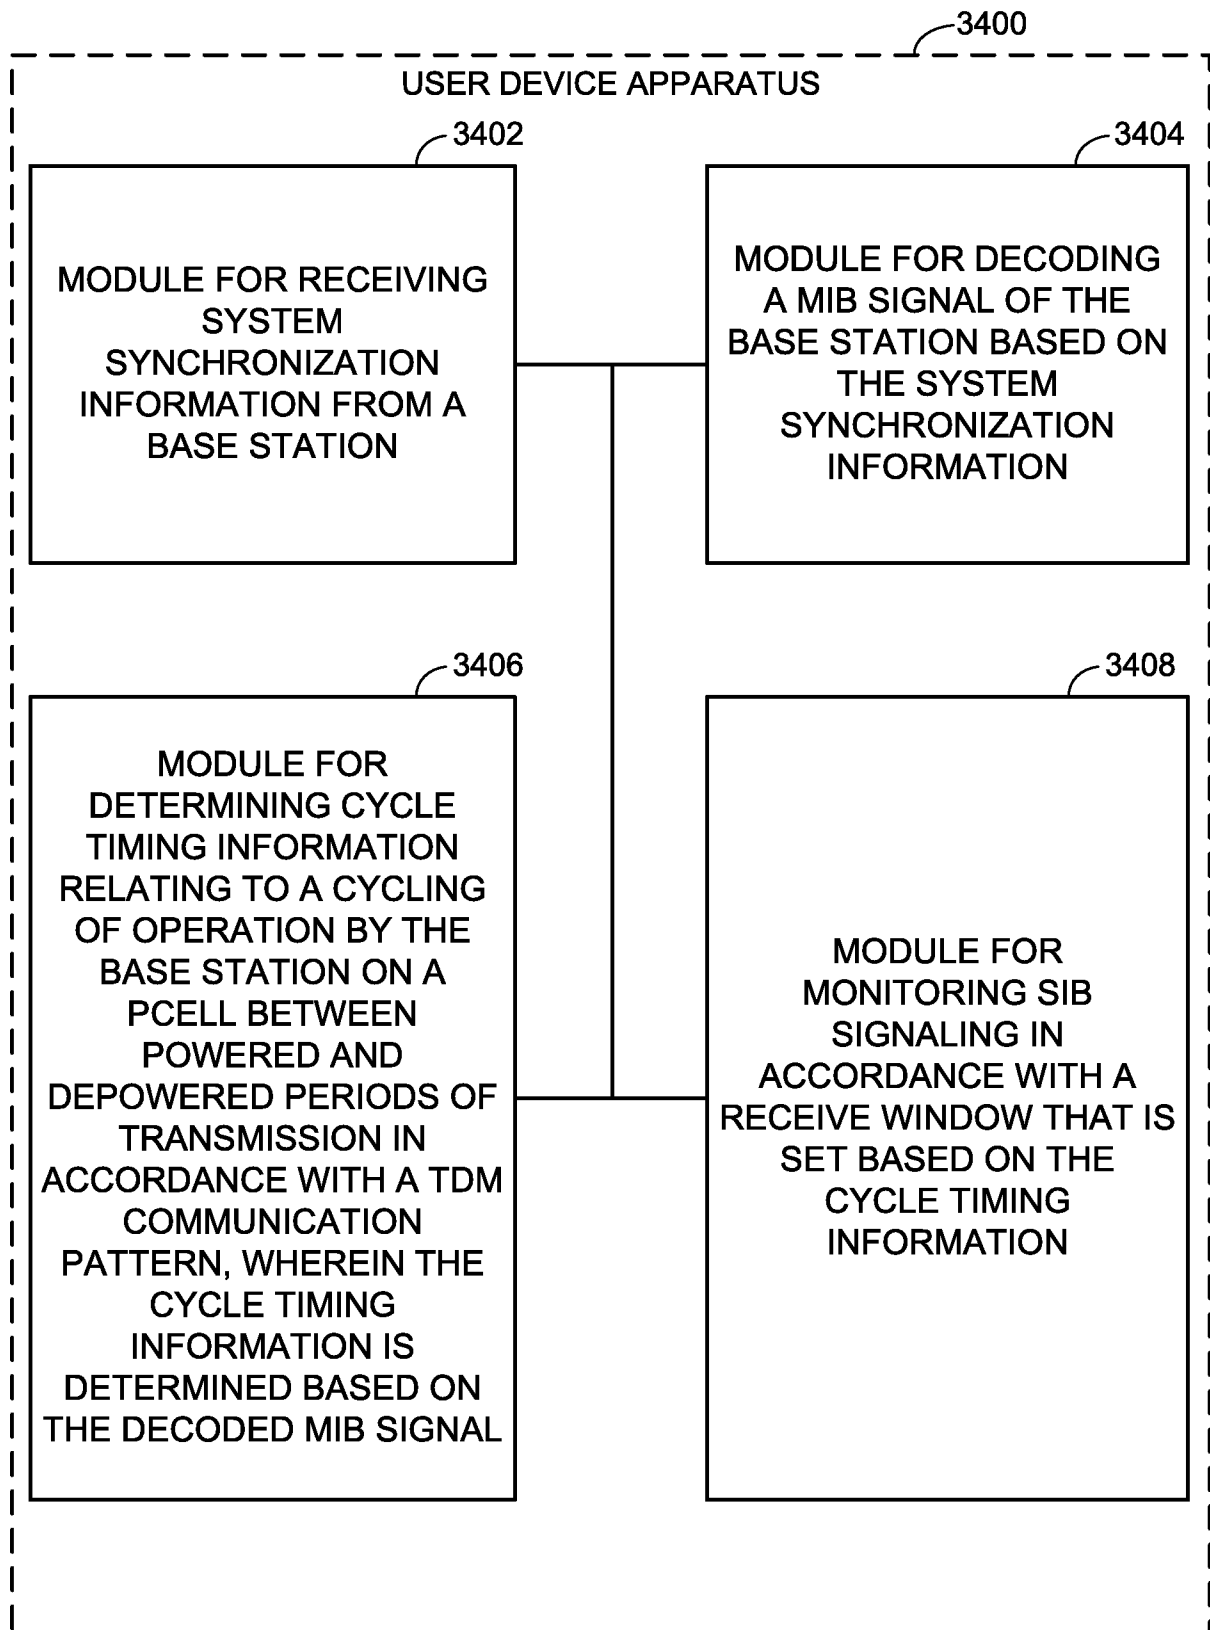 3400
USER DEVICE APPARATUS
3402
MODULE FOR RECEIVING
SYSTEM
SYNCHRONIZATION
INFORMATION FROM A
BASE STATION
3404
MODULE FOR DECODING
A MIB SIGNAL OF THE
BASE STATION BASED ON
THE SYSTEM
SYNCHRONIZATION
INFORMATION
3406
MODULE FOR
DETERMINING CYCLE
TIMING INFORMATION
RELATING TO A CYCLING
OF OPERATION BY THE
BASE STATION ON A
PCELL BETWEEN
POWERED AND
DEPOWERED PERIODS OF
TRANSMISSION IN
ACCORDANCE WITH A TDM
COMMUNICATION
PATTERN, WHEREIN THE
CYCLE TIMING
INFORMATION IS
DETERMINED BASED ON
THE DECODED MIB SIGNAL
3408
MODULE FOR
MONITORING SIB
SIGNALING IN
ACCORDANCE WITH A
RECEIVE WINDOW THAT IS
SET BASED ON THE
CYCLE TIMING
INFORMATION